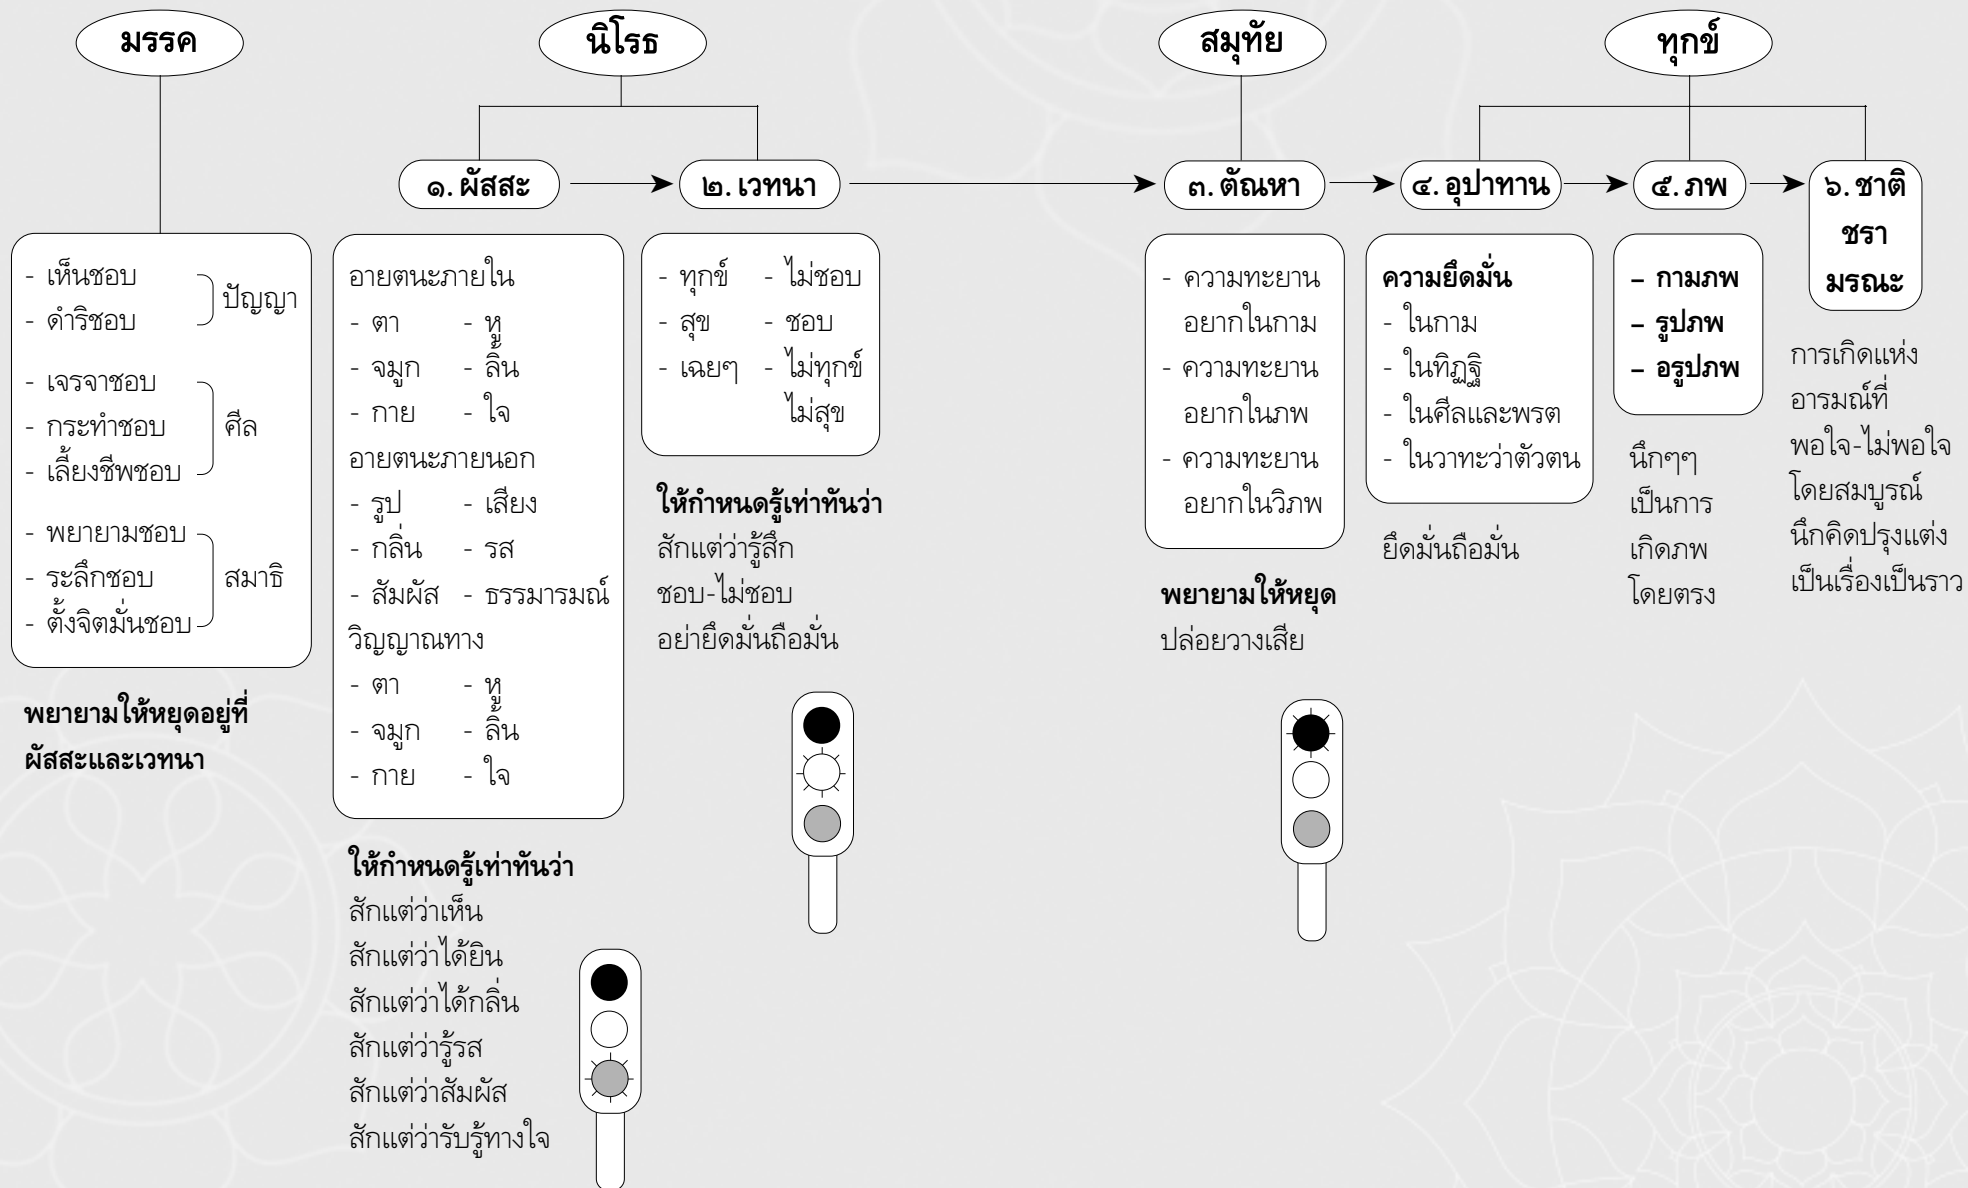 มรรค
นิโรธ
สมุทัย
ทุกข์
๑. ผัสสะ
๒. เวทนา
๓. ตัณหา
๔. อุปาทาน
๕. ภพ
๖. ชาติ
ชรา
มรณะ
- เห็นชอบ
- ดำริชอบ
ปัญญา
- เจรจาชอบ
- กระทำชอบ
- เลี้ยงชีพชอบ
ศีล
- พยายามชอบ
- ระลึกชอบ
- ตั้งจิตมั่นชอบ
สมาธิ
พยายามให้หยุดอยู่ที่
ผัสสะและเวทนา
อายตนะภายใน
- ตา - หู
- จมูก - ลิ้น
- กาย - ใจ
อายตนะภายนอก
- รูป - เสียง
- กลิ่น - รส
- สัมผัส - ธรรมารมณ์
วิญญาณทาง
- ตา - หู
- จมูก - ลิ้น
- กาย - ใจ
ให้กำหนดรู้เท่าทันว่า
สักแต่ว่าเห็น
สักแต่ว่าได้ยิน
สักแต่ว่าได้กลิ่น
สักแต่ว่ารู้รส
สักแต่ว่าสัมผัส
สักแต่ว่ารับรู้ทางใจ
- ทุกข์ - ไม่ชอบ
- สุข - ชอบ
- เฉยๆ - ไม่ทุกข์
ไม่สุข
ให้กำหนดรู้เท่าทันว่า
สักแต่ว่ารู้สึก
ชอบ-ไม่ชอบ
อย่ายึดมั่นถือมั่น
- ความทะยาน
อยากในกาม
- ความทะยาน
อยากในภพ
- ความทะยาน
อยากในวิภพ
พยายามให้หยุด
ปล่อยวางเสีย
ความยึดมั่น
- ในกาม
- ในทิฏฐิ
- ในศีลและพรต
- ในวาทะว่าตัวตน
ยึดมั่นถือมั่น
– กามภพ
– รูปภพ
– อรูปภพ
นึกๆๆ
เป็นการ
เกิดภพ
โดยตรง
การเกิดแห่ง
อารมณ์ที่
พอใจ-ไม่พอใจ
โดยสมบูรณ์
นึกคิดปรุงแต่ง
เป็นเรื่องเป็นราว